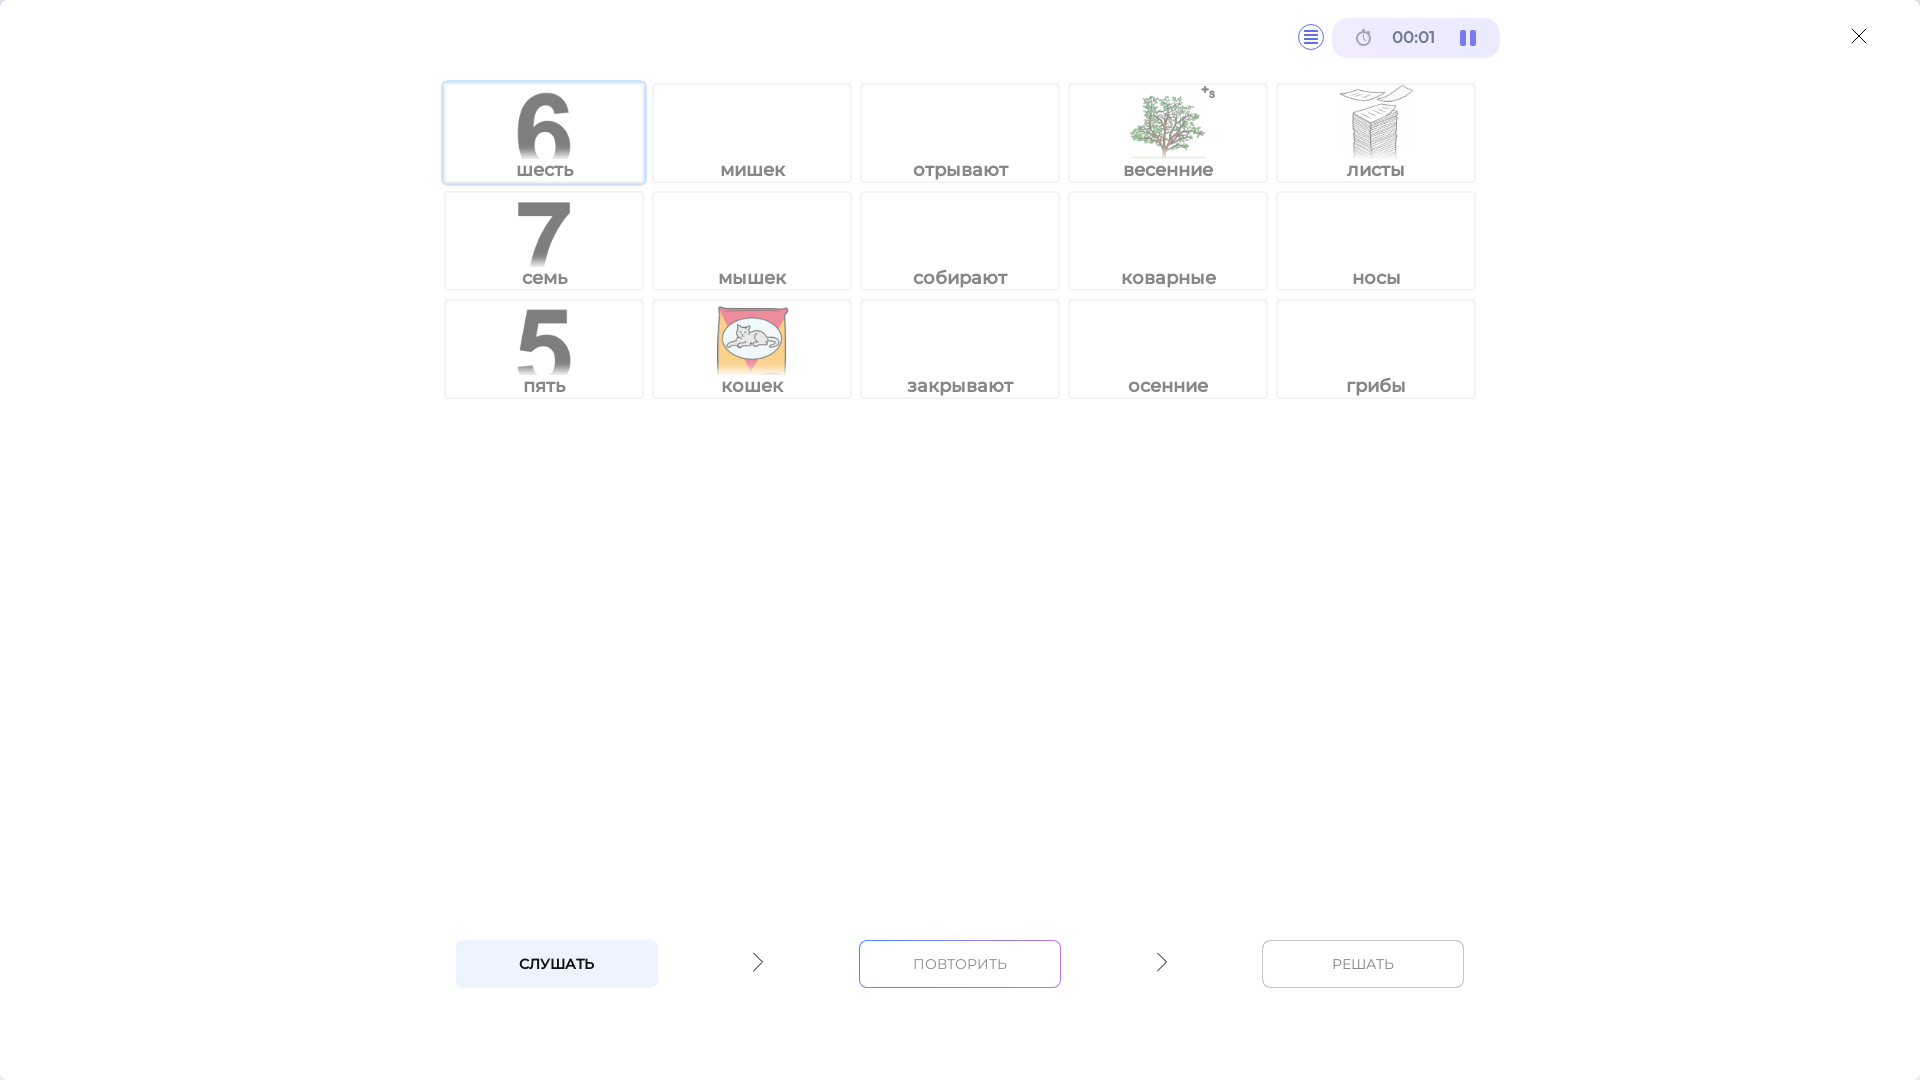 00:01
6
+s
шесть мишек отрывают весенние листы
7
семь мышек собирают коварные носы
5
пять кошек закрывают осенние грибы
СЛУШАТЬ ПОВТОРИТЬ РЕШАТЬ